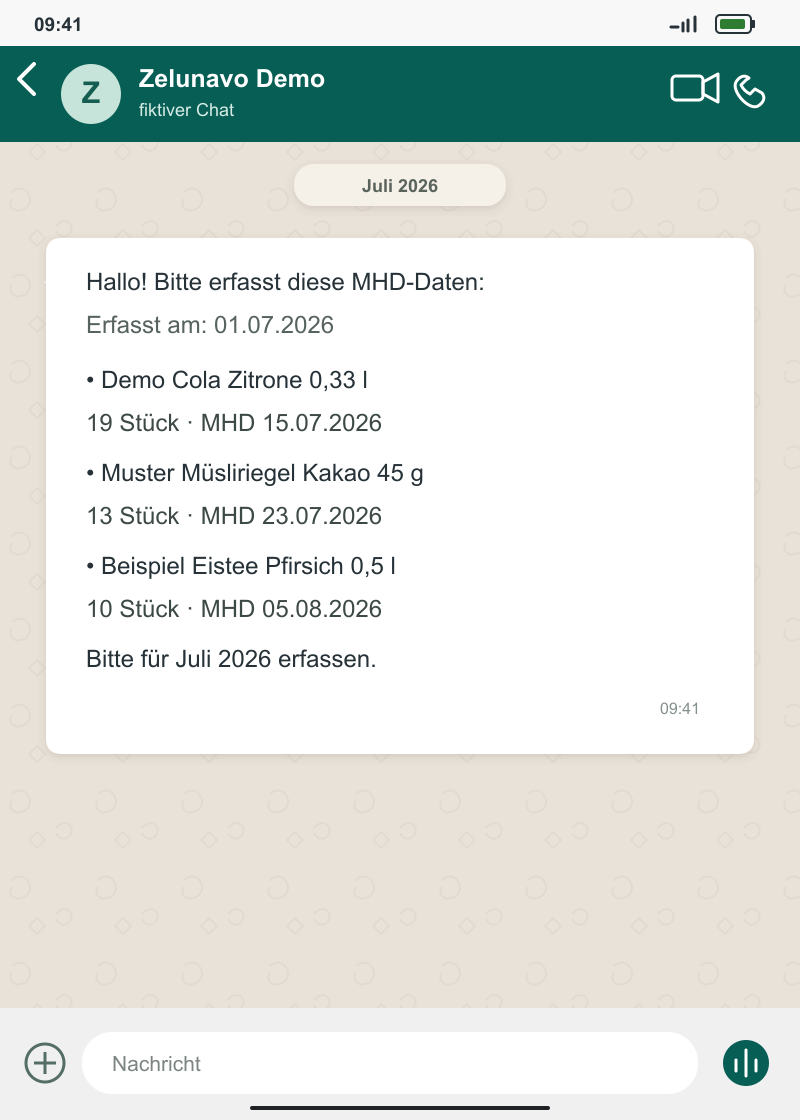 09:41
Z
Zelunavo Demo
fiktiver Chat
Juli 2026
Hallo! Bitte erfasst diese MHD-Daten:
Erfasst am: 01.07.2026
• Demo Cola Zitrone 0,33 l
19 Stück · MHD 15.07.2026
• Muster Müsliriegel Kakao 45 g
13 Stück · MHD 23.07.2026
• Beispiel Eistee Pfirsich 0,5 l
10 Stück · MHD 05.08.2026
Bitte für Juli 2026 erfassen.
09:41
Nachricht